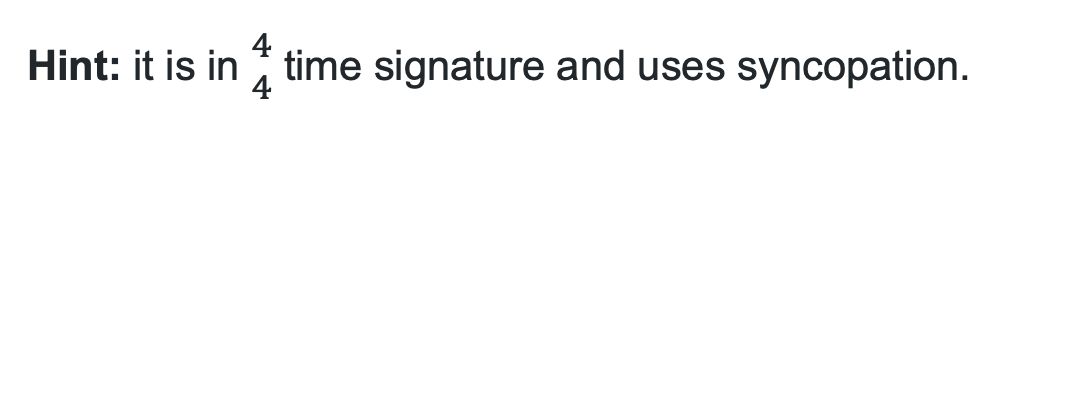 Hint: it is in 4/4 time signature and uses syncopation.